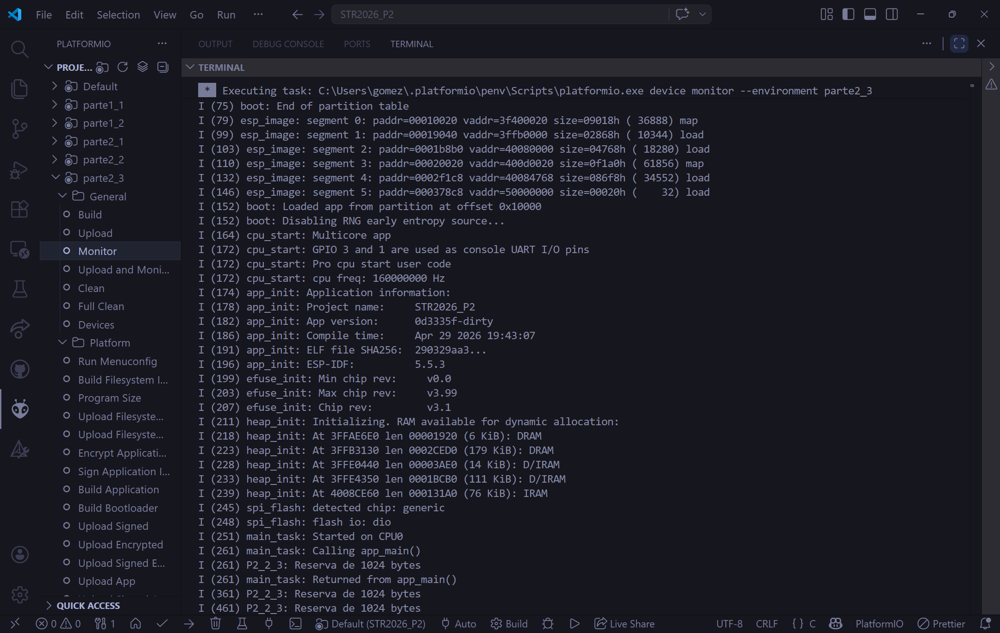 File Edit Selection View Go Run ··· STR2026_P2
PLATFORMIO ···
PROJE...
Default
parte1_1
parte1_2
parte2_1
parte2_2
parte2_3
General
Build
Upload
Monitor
Upload and Moni...
Clean
Full Clean
Devices
Platform
Run Menuconfig
Build Filesystem I...
Program Size
Upload Filesyste...
Upload Filesyste...
Encrypt Applicati...
Sign Application I...
Build Application
Build Bootloader
Upload Signed
Upload Encrypted
Upload Signed E...
Upload App
QUICK ACCESS
OUTPUT DEBUG CONSOLE PORTS TERMINAL
TERMINAL
* Executing task: C:\Users\gomez\.platformio\penv\Scripts\platformio.exe device monitor --environment parte2_3
I (75) boot: End of partition table
I (79) esp_image: segment 0: paddr=00010020 vaddr=3f400020 size=09018h ( 36888) map
I (99) esp_image: segment 1: paddr=00019040 vaddr=3ffb0000 size=02868h ( 10344) load
I (103) esp_image: segment 2: paddr=0001b8b0 vaddr=40080000 size=04768h ( 18280) load
I (110) esp_image: segment 3: paddr=00020020 vaddr=400d0020 size=0f1a0h ( 61856) map
I (132) esp_image: segment 4: paddr=0002f1c8 vaddr=40084768 size=086f8h ( 34552) load
I (146) esp_image: segment 5: paddr=000378c8 vaddr=50000000 size=00020h (    32) load
I (152) boot: Loaded app from partition at offset 0x10000
I (152) boot: Disabling RNG early entropy source...
I (164) cpu_start: Multicore app
I (172) cpu_start: GPIO 3 and 1 are used as console UART I/O pins
I (172) cpu_start: Pro cpu start user code
I (172) cpu_start: cpu freq: 160000000 Hz
I (174) app_init: Application information:
I (178) app_init: Project name:     STR2026_P2
I (182) app_init: App version:      0d3335f-dirty
I (186) app_init: Compile time:     Apr 29 2026 19:43:07
I (191) app_init: ELF file SHA256:  290329aa3...
I (196) app_init: ESP-IDF:          5.5.3
I (199) efuse_init: Min chip rev:     v0.0
I (203) efuse_init: Max chip rev:     v3.99
I (207) efuse_init: Chip rev:         v3.1
I (211) heap_init: Initializing. RAM available for dynamic allocation:
I (218) heap_init: At 3FFAE6E0 len 00001920 (6 KiB): DRAM
I (223) heap_init: At 3FFB3130 len 0002CED0 (179 KiB): DRAM
I (228) heap_init: At 3FFE0440 len 00003AE0 (14 KiB): D/IRAM
I (233) heap_init: At 3FFE4350 len 0001BCB0 (111 KiB): D/IRAM
I (239) heap_init: At 4008CE60 len 000131A0 (76 KiB): IRAM
I (245) spi_flash: detected chip: generic
I (248) spi_flash: flash io: dio
I (251) main_task: Started on CPU0
I (261) main_task: Calling app_main()
I (261) P2_2_3: Reserva de 1024 bytes
I (261) main_task: Returned from app_main()
I (361) P2_2_3: Reserva de 1024 bytes
I (461) P2_2_3: Reserva de 1024 bytes
0 0 1 Default (STR2026_P2) Auto Build Live Share UTF-8 CRLF { } C PlatformIO Prettier